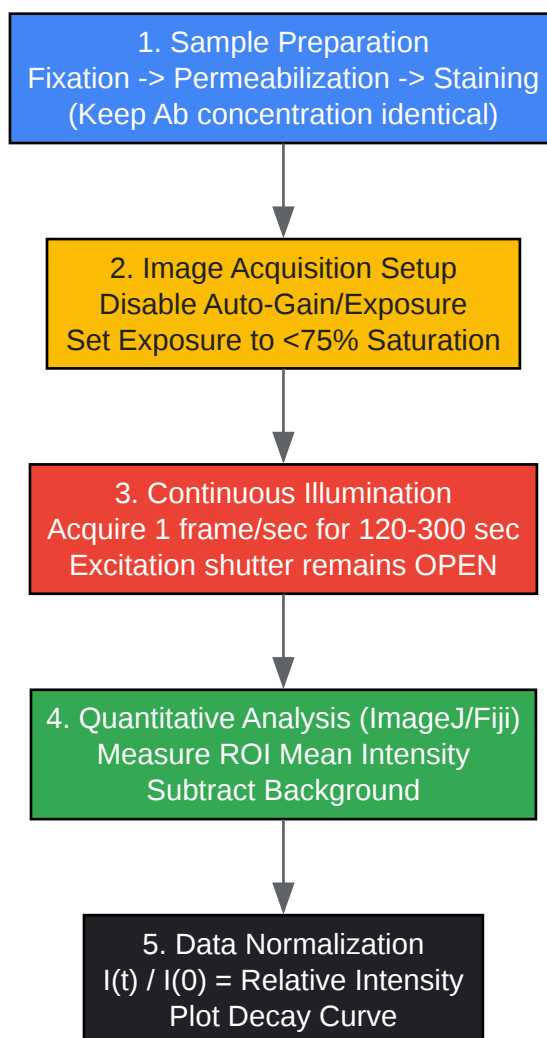 1. Sample Preparation
Fixation -> Permeabilization -> Staining
(Keep Ab concentration identical)
2. Image Acquisition Setup
Disable Auto-Gain/Exposure
Set Exposure to <75% Saturation
3. Continuous Illumination
Acquire 1 frame/sec for 120-300 sec
Excitation shutter remains OPEN
4. Quantitative Analysis (ImageJ/Fiji)
Measure ROI Mean Intensity
Subtract Background
5. Data Normalization
I(t) / I(0) = Relative Intensity
Plot Decay Curve